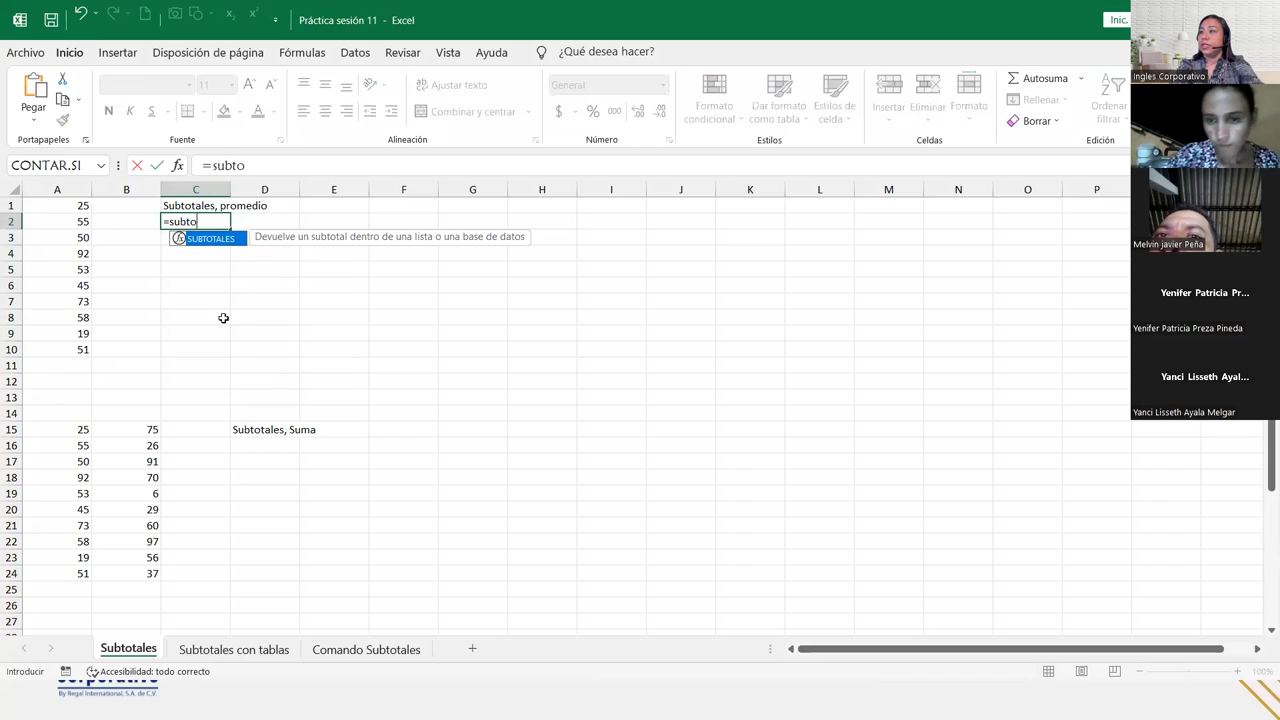 Práctica sesión 11 - Excel
Inic.
Archivo Inicio Insertar Disposición de página Fórmulas Datos Revisar Vista Ayuda ¿Qué desea hacer?
Pegar
11
N K S
Combinar y centrar
General
Formato condicional
Dar formato como tabla
Estilos de celda
Insertar
Eliminar
Formato
Autosuma
Rellenar
Borrar
Ordenar
Portapapeles Fuente Alineación Número Estilos Celdas Edición
CONTAR.SI =subto
A B C D E F G H I J K L M N O P
1 25 Subtotales, promedio
2 55 =subto
3 50 SUBTOTALES Devuelve un subtotal dentro de una lista o una base de datos
4 92
5 53
6 45
7 73
8 58
9 19
10 51
11
12
13
14
15 25 75 Subtotales, Suma
16 55 26
17 50 91
18 92 70
19 53 6
20 45 29
21 73 60
22 58 97
23 19 56
24 51 37
25
26
27
Subtotales Subtotales con tablas Comando Subtotales
Introducir Accesibilidad: todo correcto 100%
By Regal International, S.A. de C.V.
Ingles Corporativo
Melvin javier Peña
Yenifer Patricia Pr...
Yenifer Patricia Preza Pineda
Yanci Lisseth Ayal...
Yanci Lisseth Ayala Melgar